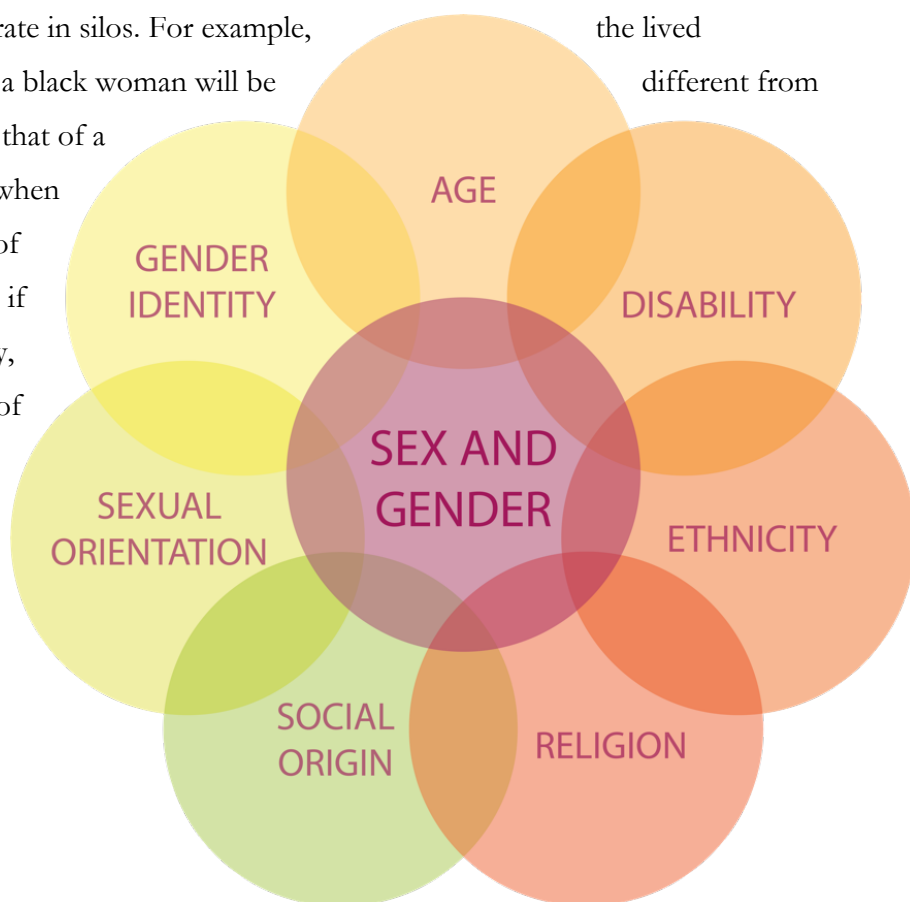 rate in silos. For example, the lived
a black woman will be different from
that of a
when
of
if
of
AGE
GENDER
IDENTITY
DISABILITY
SEX AND
GENDER
SEXUAL
ORIENTATION
ETHNICITY
SOCIAL
ORIGIN
RELIGION